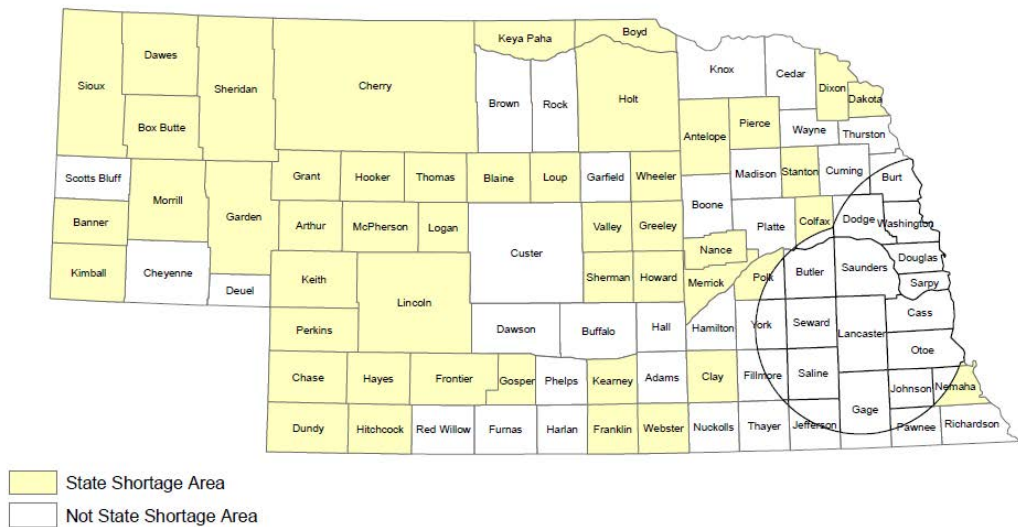 Keya Paha
Boyd
Dawes
Knox
Cedar
Sioux
Sheridan
Cherry
Dixon
Brown
Rock
Holt
Dakota
Box Butte
Pierce
Wayne
Thurston
Antelope
Scotts Bluff
Grant
Hooker
Thomas
Blaine
Loup
Garfield
Wheeler
Madison
Stanton
Cuming
Burt
Morrill
Garden
Boone
Banner
Arthur
McPherson
Logan
Valley
Greeley
Platte
Colfax
Dodge
Washington
Custer
Nance
Kimball
Cheyenne
Deuel
Keith
Sherman
Howard
Merrick
Polk
Butler
Saunders
Douglas
Sarpy
Lincoln
Perkins
Dawson
Buffalo
Hall
Hamilton
York
Seward
Lancaster
Cass
Otoe
Chase
Hayes
Frontier
Gosper
Phelps
Kearney
Adams
Clay
Fillmore
Saline
Johnson
Nemaha
Gage
Dundy
Hitchcock
Red Willow
Furnas
Harlan
Franklin
Webster
Nuckolls
Thayer
Jefferson
Pawnee
Richardson
State Shortage Area
Not State Shortage Area